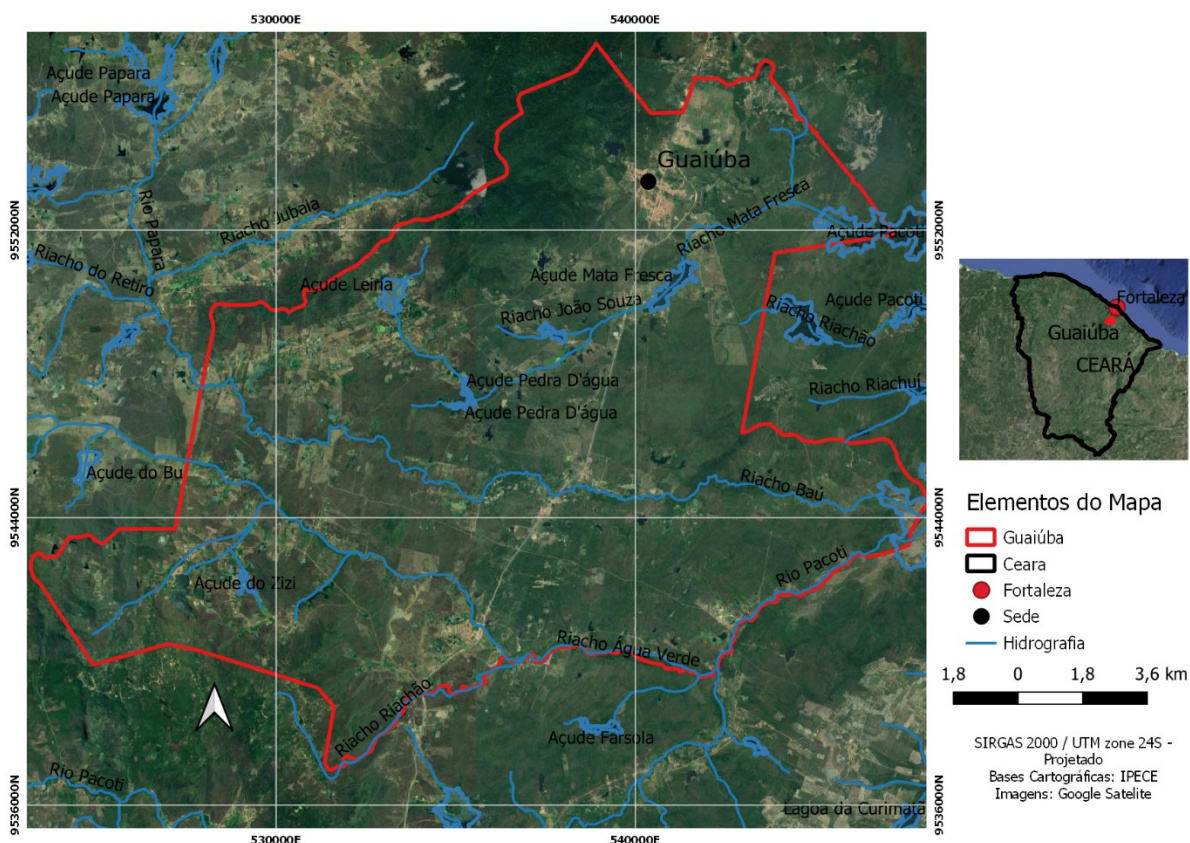 530000E
540000E
Açude Papara
Açude Papara
Guaiúba
Rio Papara
Riacho Jubaia
Riacho Mata Fresca
9552000N
9552000N
Açude Pacoti
Riacho do Retiro
Açude Leiria
Açude Mata Fresca
Riacho João Souza
Açude Pacoti
Riacho Riachão
Açude Pedra D'água
Açude Pedra D'água
Riacho Riachuí
Açude do Bu
Riacho Baú
9544000N
9544000N
Açude do Zizi
Rio Pacoti
Riacho Água Verde
Riacho Riachão
Açude Farsola
Rio Pacoti
Lagoa da Curimatã
9536000N
9536000N
530000E
540000E
Fortaleza
Guaiúba
CEARÁ
Elementos do Mapa
Guaiúba
Ceara
Fortaleza
Sede
Hidrografia
1,8 0 1,8 3,6 km
SIRGAS 2000 / UTM zone 24S -
Projetado
Bases Cartográficas: IPECE
Imagens: Google Satelite